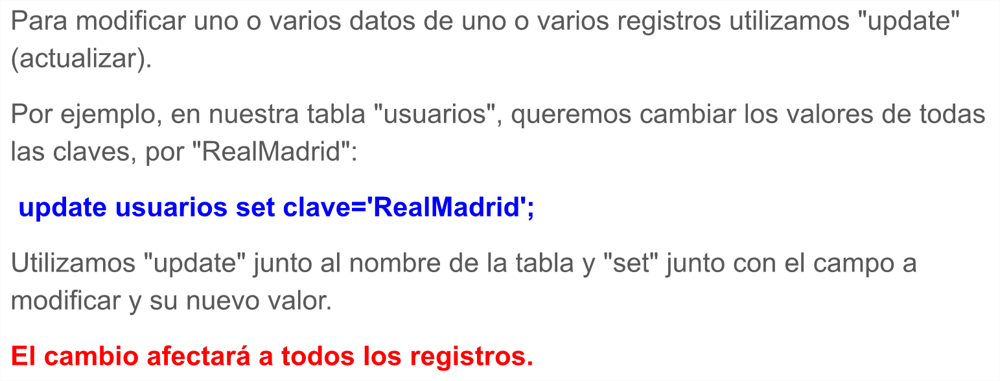 Para modificar uno o varios datos de uno o varios registros utilizamos "update"
(actualizar).
Por ejemplo, en nuestra tabla "usuarios", queremos cambiar los valores de todas
las claves, por "RealMadrid":
update usuarios set clave='RealMadrid';
Utilizamos "update" junto al nombre de la tabla y "set" junto con el campo a
modificar y su nuevo valor.
El cambio afectará a todos los registros.